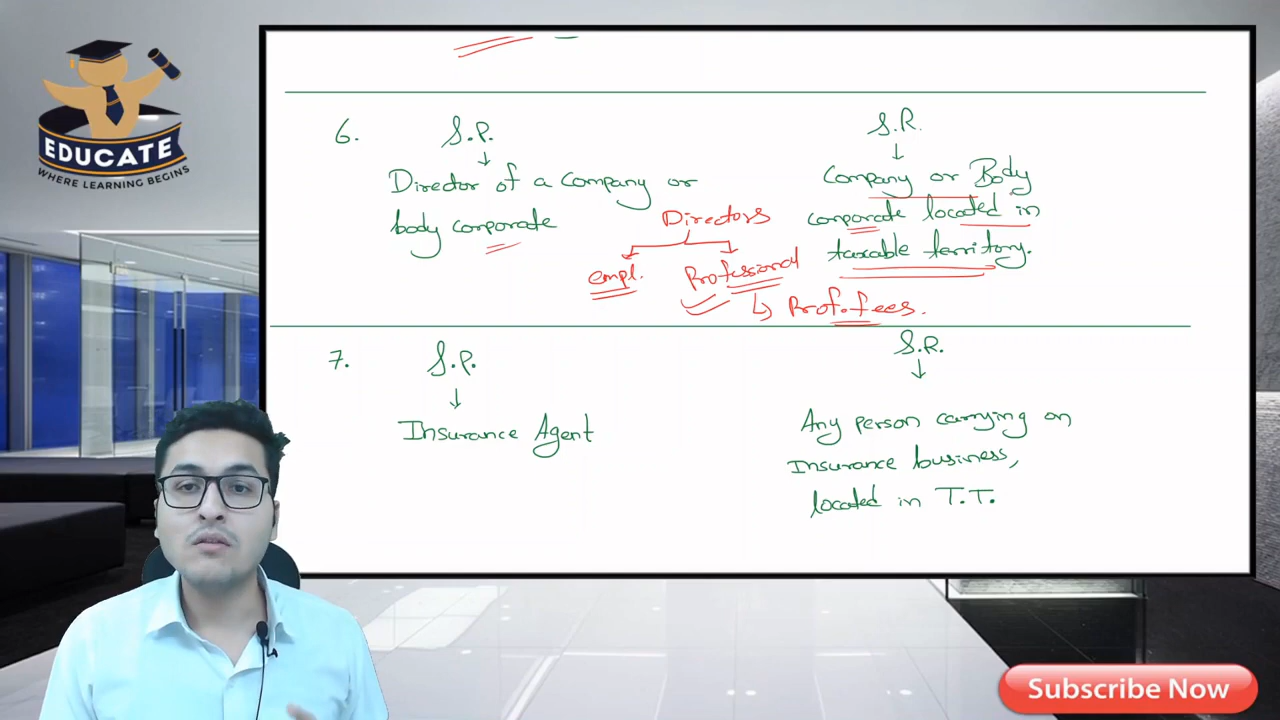 EDUCATE
WHERE LEARNING BEGINS
6.
S.P.
Director of a Company or
body corporate
Directors
empl. Professional
Prof. fees.
S.R.
Company or Body
corporate located in
taxable territory.
7.
S.P.
Insurance Agent
S.R.
Any person carrying on
Insurance business,
located in T.T.
Subscribe Now